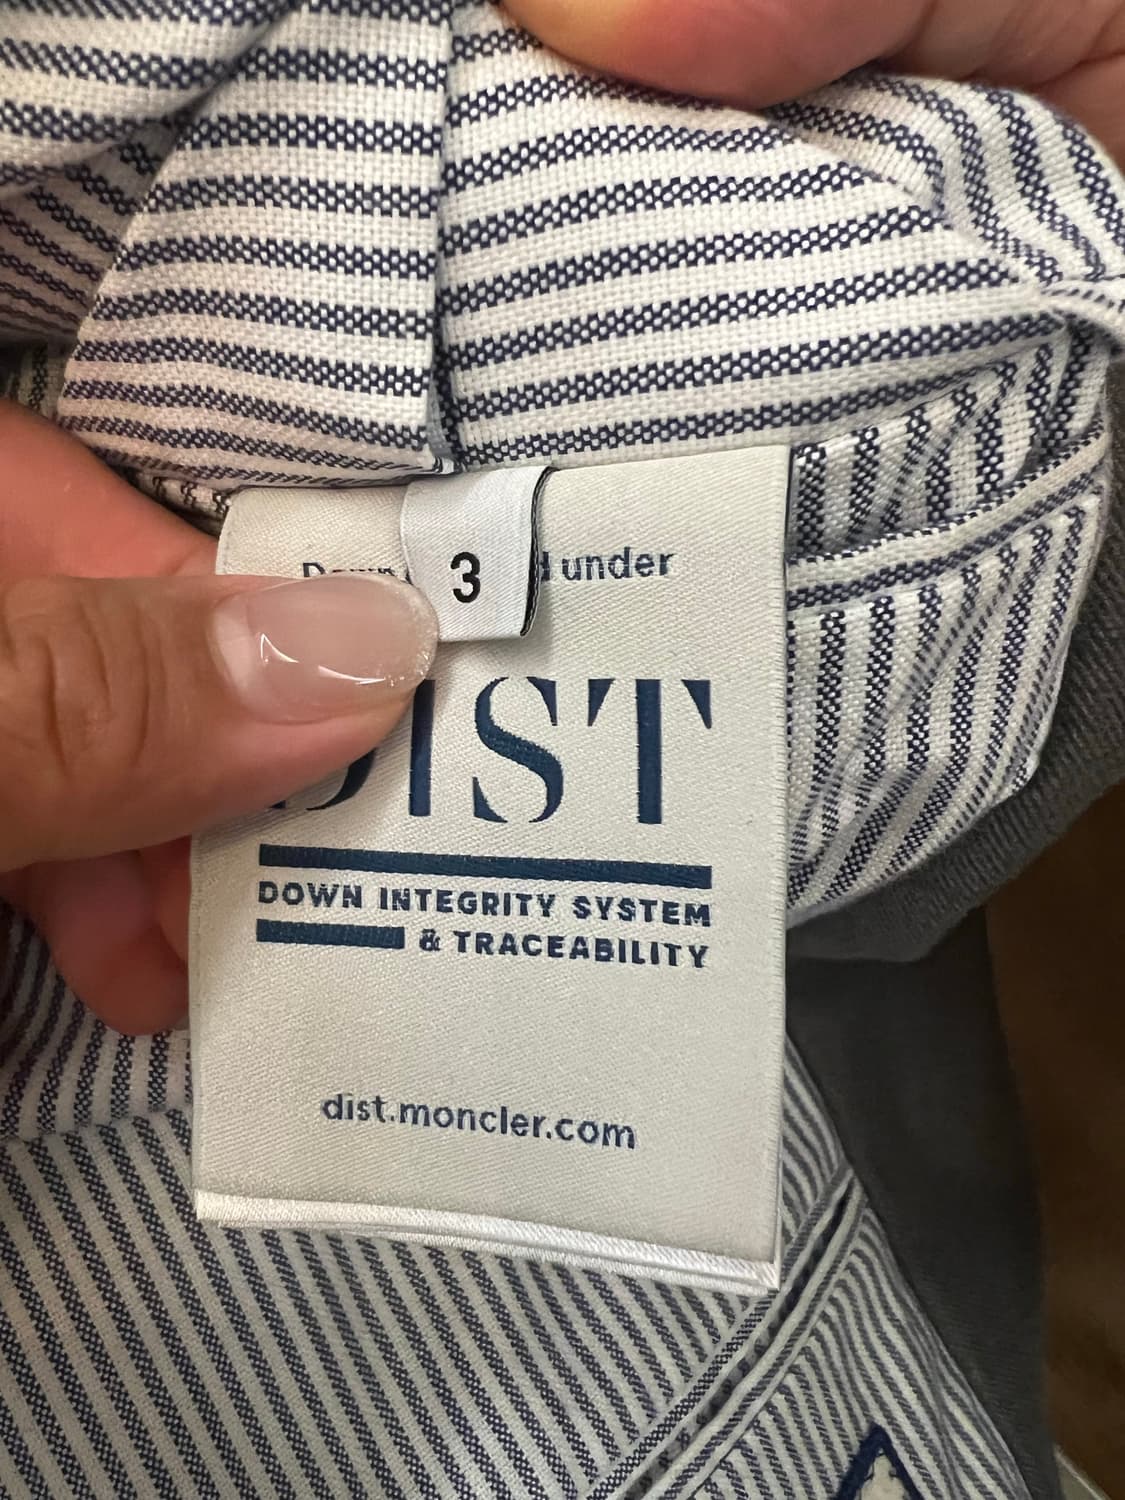 3
under
DIST
DOWN INTEGRITY SYSTEM
& TRACEABILITY
dist.moncler.com